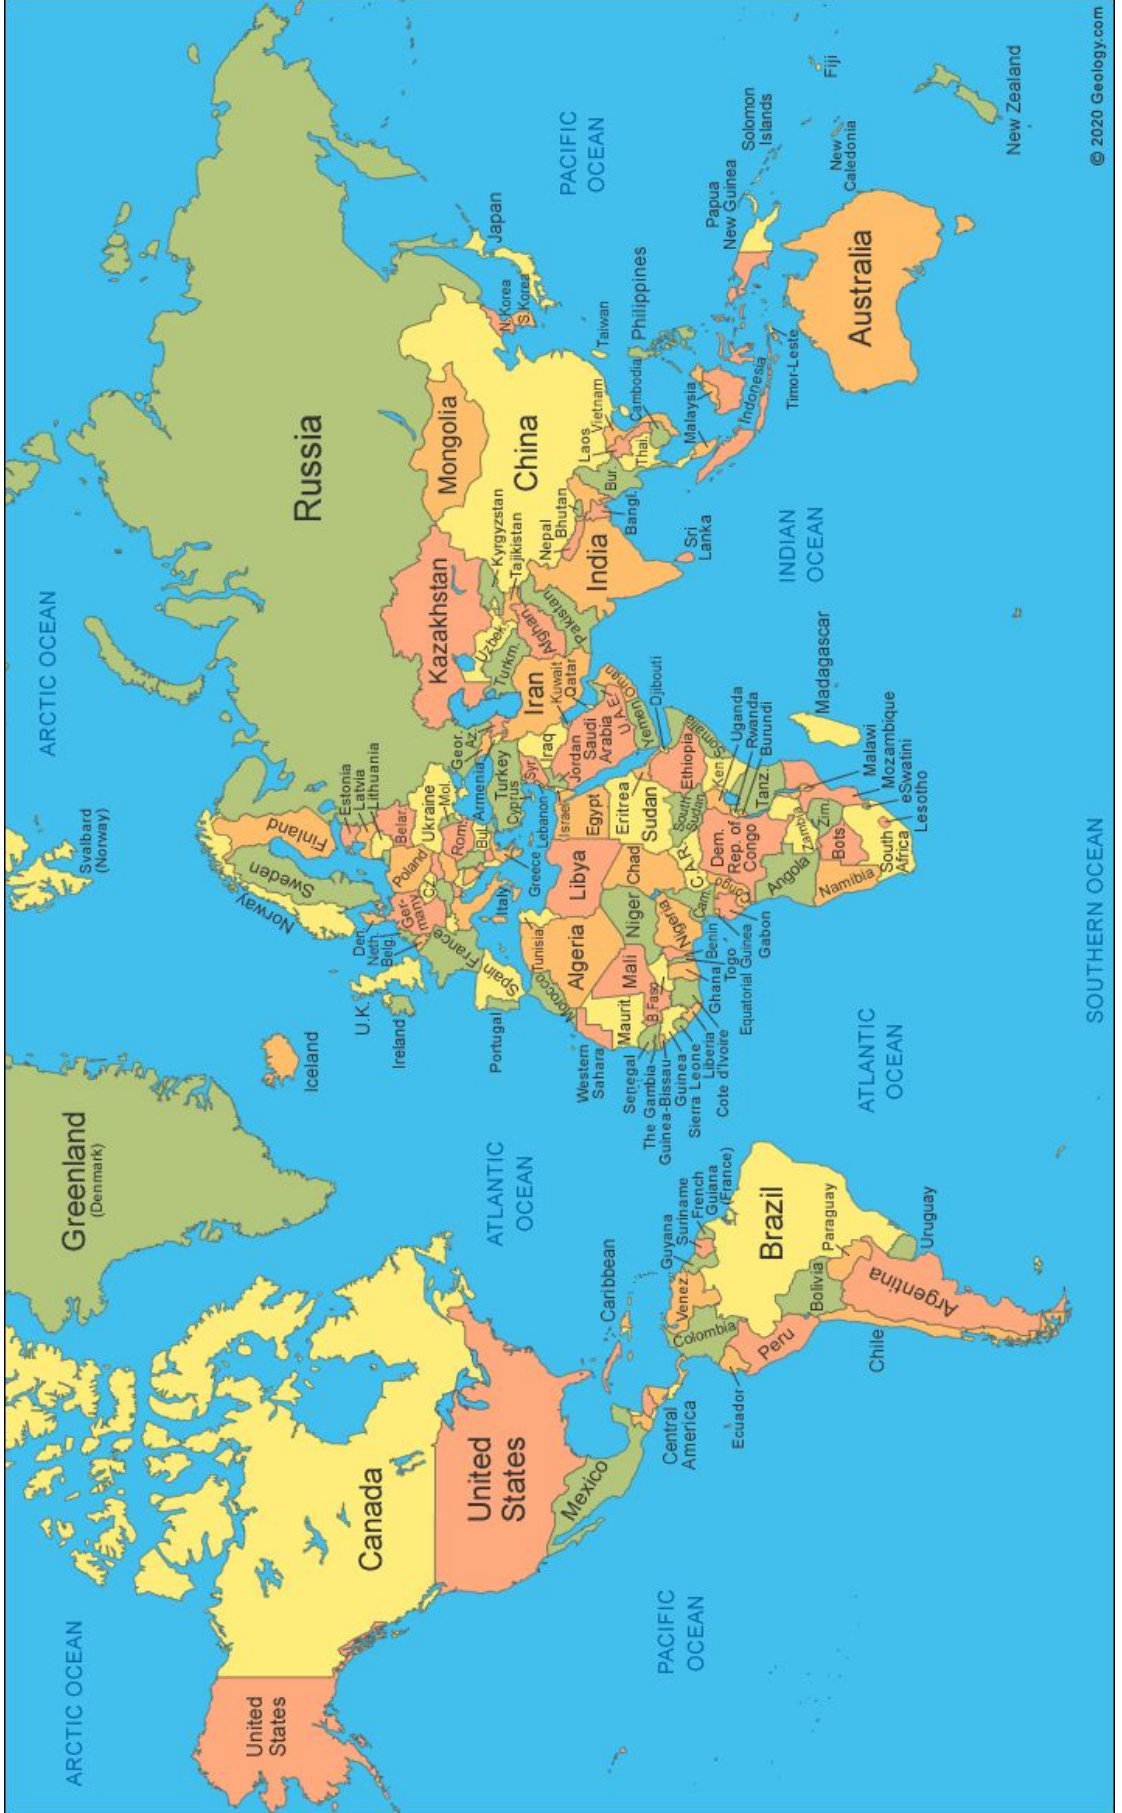 ARCTIC OCEAN
ARCTIC OCEAN
Svalbard
(Norway)
Greenland
(Denmark)
United
States
Canada
United
States
Mexico
Central
America
Caribbean
PACIFIC
OCEAN
ATLANTIC
OCEAN
Colombia
Venez.
Guyana
Suriname
French
Guiana
(France)
Ecuador
Peru
Brazil
Bolivia
Paraguay
Chile
Argentina
Uruguay
Iceland
Norway
Sweden
Finland
Estonia
Latvia
Lithuania
Den.
Neth.
Belg.
U.K.
Ireland
Ger-
many
Poland
Belar.
Ukraine
Mol.
CZ.
Rom.
Bul.
France
Spain
Portugal
Italy
Greece
Geor.
Az.
Armenia
Turkey
Cyprus
Syr.
Lebanon
Israel
Iraq
Jordan
Iran
Kuwait
Qatar
Saudi
Arabia
U.A.E.
Oman
Yemen
Russia
Kazakhstan
Uzbek.
Turkm.
Kyrgyzstan
Tajikistan
Afghan.
Pakistan
Mongolia
China
Nepal
Bhutan
India
Bangl.
Sri
Lanka
Bur.
Laos
Vietnam
Thai.
Cambodia
Malaysia
Indonesia
Timor-Leste
Philippines
Taiwan
N.Korea
S.Korea
Japan
PACIFIC
OCEAN
Papua
New Guinea
Solomon
Islands
Fiji
New
Caledonia
Australia
New Zealand
INDIAN
OCEAN
Morocco
Tunisia
Algeria
Libya
Egypt
Western
Sahara
Maurit.
Mali
Niger
Chad
Sudan
Eritrea
Djibouti
Senegal
The Gambia
Guinea-Bissau
Guinea
Sierra Leone
Liberia
Cote d'Ivoire
B.Faso
Ghana
Togo
Benin
Nigeria
Cam.
C.A.R.
South
Sudan
Ethiopia
Somalia
Equatorial Guinea
Gabon
Congo
Dem.
Rep. of
Congo
Uganda
Ken.
Rwanda
Burundi
Tanz.
Angola
Zambia
Malawi
Mozambique
Zim.
Bots
Namibia
South
Africa
eSwatini
Lesotho
Madagascar
ATLANTIC
OCEAN
SOUTHERN OCEAN
© 2020 Geology.com